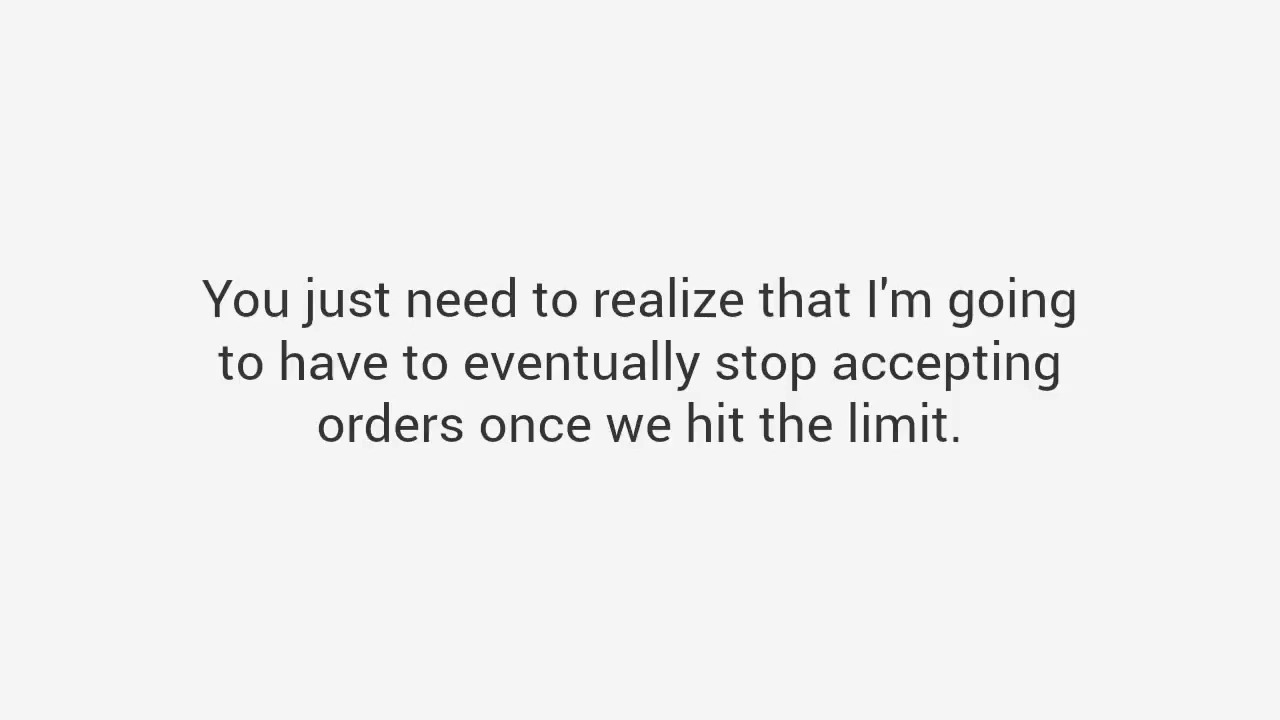 You just need to realize that I'm going
to have to eventually stop accepting
orders once we hit the limit.